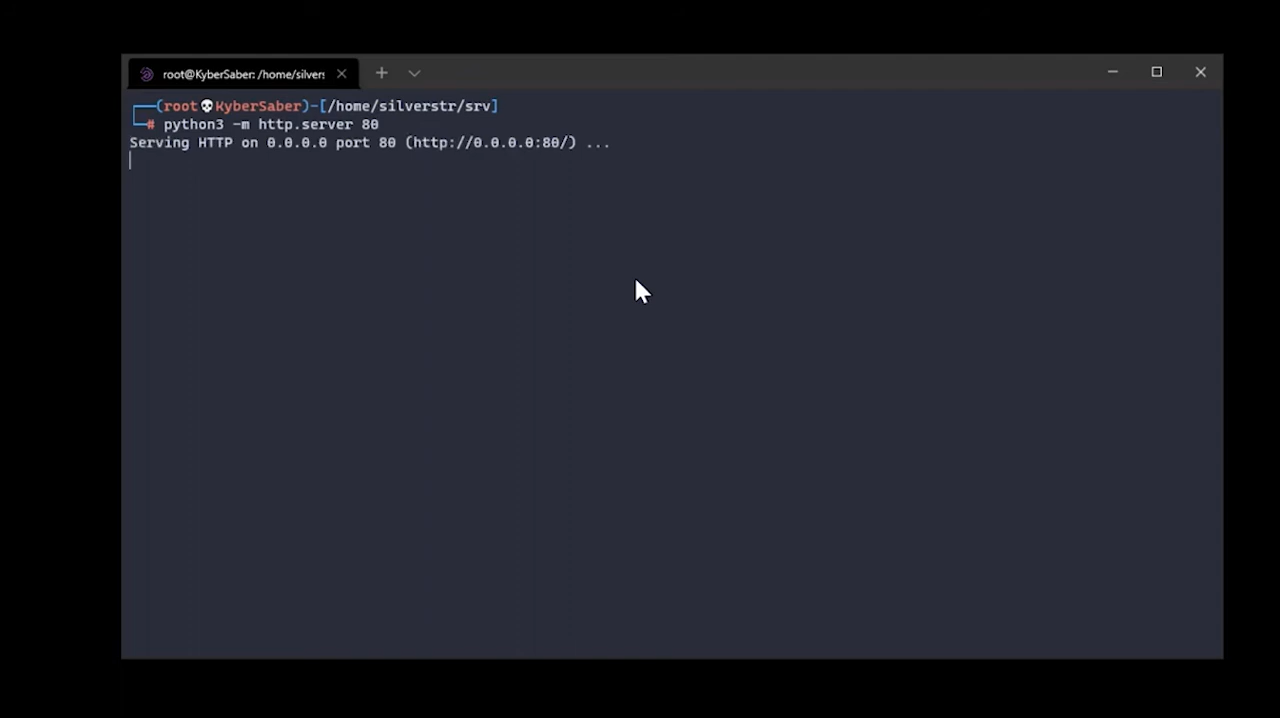 root@KyberSaber: /home/silvers
┌──(root💀KyberSaber)-[/home/silverstr/srv]
└─# python3 -m http.server 80
Serving HTTP on 0.0.0.0 port 80 (http://0.0.0.0:80/) ...